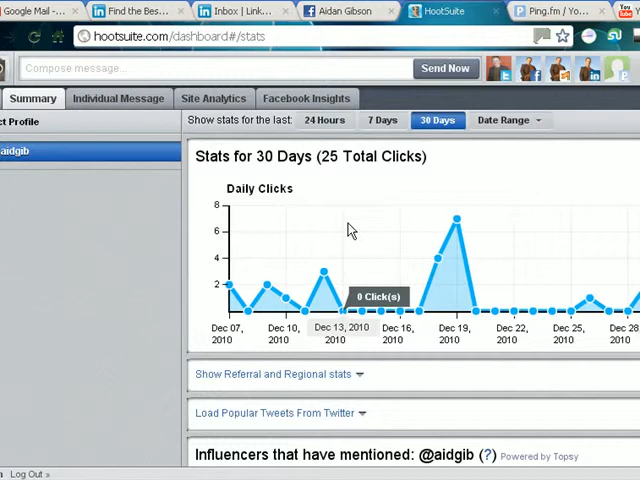 Google Mail - ...
Find the Bes...
Inbox | Link...
Aidan Gibson
HootSuite
Ping.fm / Yo...
hootsuite.com/dashboard#/stats
Compose message...
Send Now
Summary
Individual Message
Site Analytics
Facebook Insights
ct Profile
Show stats for the last:
24 Hours
7 Days
30 Days
Date Range
aidgib
Stats for 30 Days (25 Total Clicks)
Daily Clicks
8
6
4
2
0 Click(s)
Dec 07, 2010
Dec 10, 2010
Dec 13, 2010
2010
Dec 16, 2010
Dec 19, 2010
Dec 22, 2010
Dec 25, 2010
Dec 28
2010
Show Referral and Regional stats
Load Popular Tweets From Twitter
Influencers that have mentioned: @aidgib (?) Powered by Topsy
Log Out »